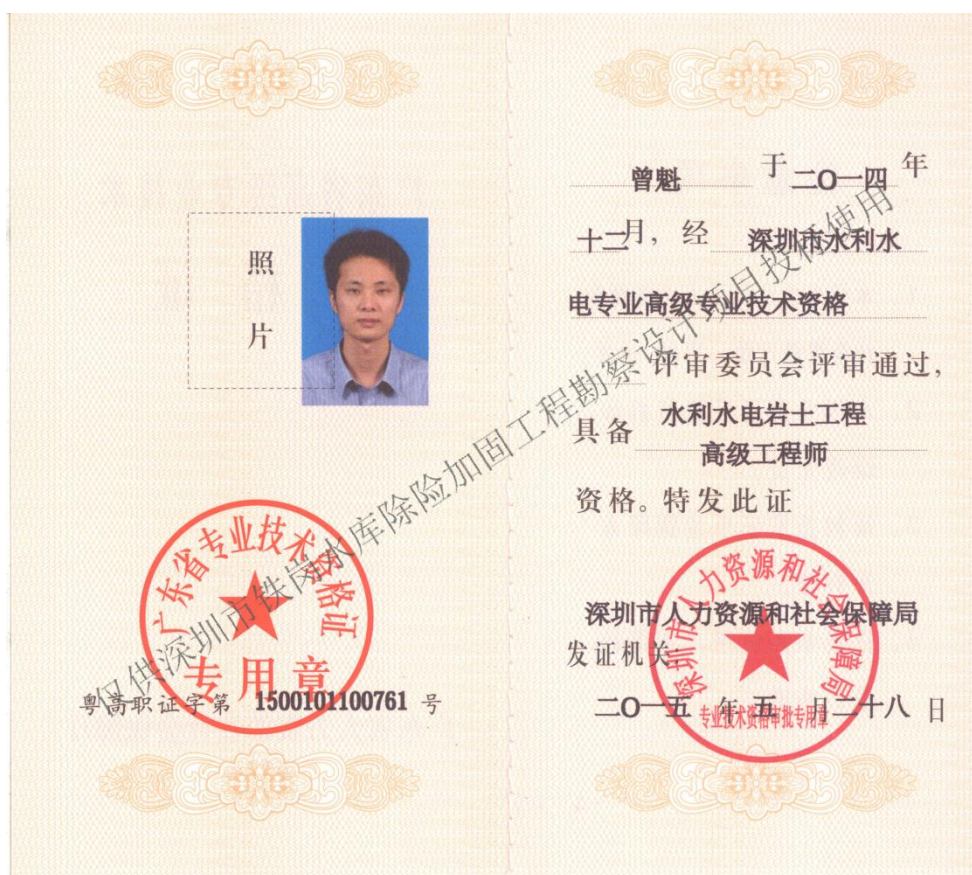 照
片
广东省专业技术资格证
专用章
粤高职证字第 1500101100761 号
曾魁 于 二〇一四 年
十二月，经 深圳市水利水
电专业高级专业技术资格
评审委员会评审通过，
具备 水利水电岩土工程
高级工程师
资格。特发此证
深圳市人力资源和社会保障局
发证机关：
二〇一五 年 五 月 二十八 日
深圳市人力资源和社会保障局
专业技术资格审批专用章
仅供深圳市铁岗水库除险加固工程勘察设计项目投标使用